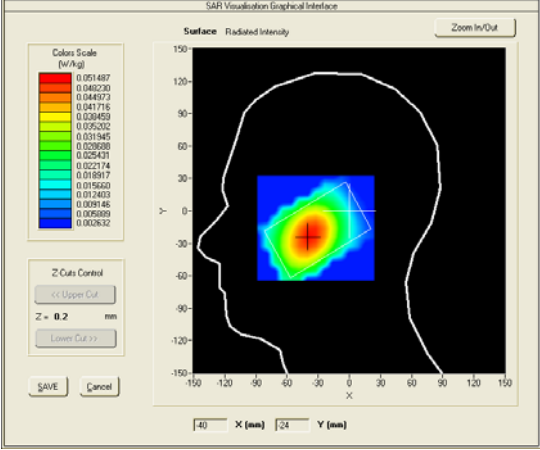 SAR Visualisation Graphical Interface
Surface Radiated Intensity
Zoom In/Out
Colors Scale
(W/kg)
0.051487
0.048230
0.044973
0.041716
0.038459
0.035202
0.031945
0.028688
0.025431
0.022174
0.018917
0.015660
0.012403
0.009146
0.005889
0.002632
Z-Cuts Control
<< Upper Cut
Z = 0.2 mm
Lower Cut >>
SAVE Cancel
150
120
90
60
30
Y 0
-30
-60
-90
-120
-150
-150 -120 -90 -60 -30 0 30 60 90 120 150
X
-40 X (mm) -24 Y (mm)